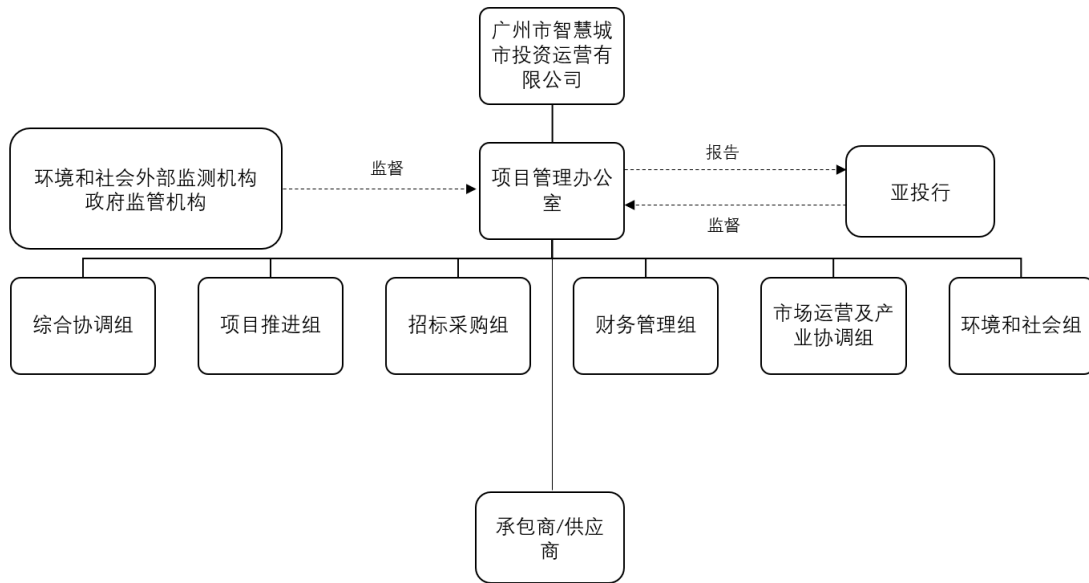 广州市智慧城
市投资运营有
限公司
环境和社会外部监测机构
政府监管机构
监督
项目管理办公
室
报告
监督
亚投行
综合协调组
项目推进组
招标采购组
财务管理组
市场运营及产
业协调组
环境和社会组
承包商/供应
商